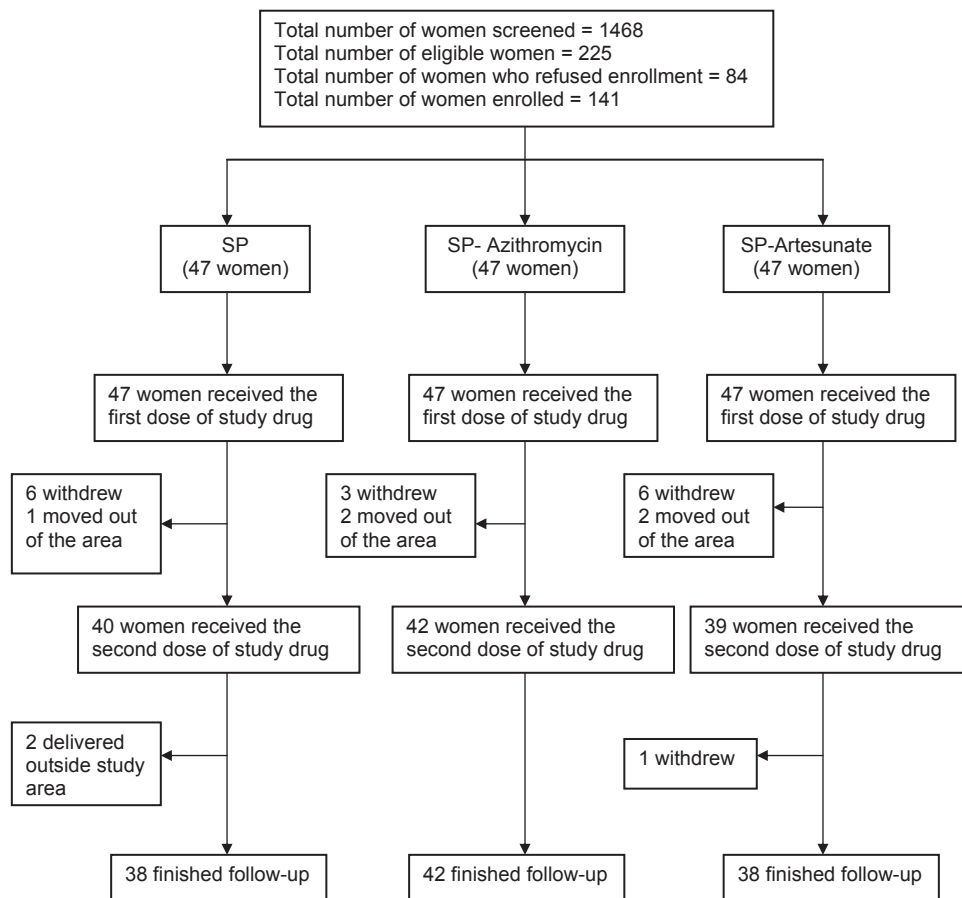 Total number of women screened = 1468
Total number of eligible women = 225
Total number of women who refused enrollment = 84
Total number of women enrolled = 141
SP
(47 women)
SP- Azithromycin
(47 women)
SP-Artesunate
(47 women)
47 women received the
first dose of study drug
47 women received the
first dose of study drug
47 women received the
first dose of study drug
6 withdrew
1 moved out
of the area
3 withdrew
2 moved out
of the area
6 withdrew
2 moved out
of the area
40 women received the
second dose of study drug
42 women received the
second dose of study drug
39 women received the
second dose of study drug
2 delivered
outside study
area
1 withdrew
38 finished follow-up
42 finished follow-up
38 finished follow-up